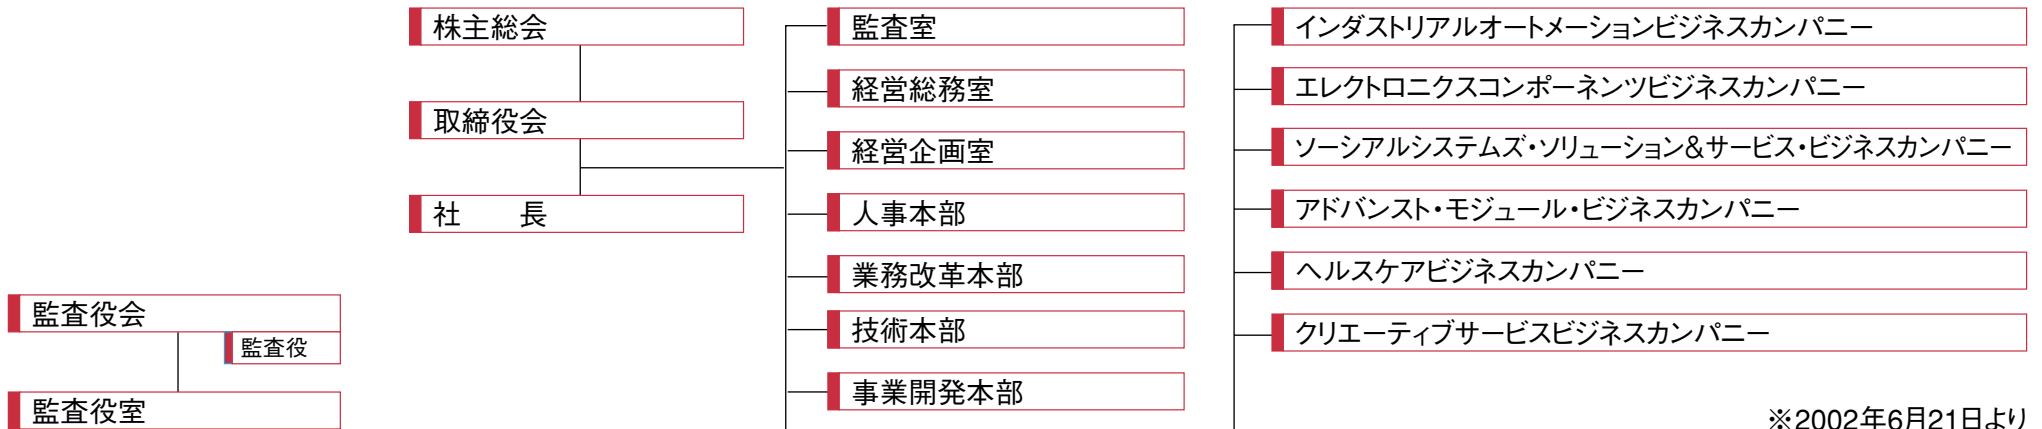 株主総会
取締役会
社　　長
監査役会
監査役
監査役室
監査室
経営総務室
経営企画室
人事本部
業務改革本部
技術本部
事業開発本部
インダストリアルオートメーションビジネスカンパニー
エレクトロニクスコンポーネンツビジネスカンパニー
ソーシアルシステムズ・ソリューション&サービス・ビジネスカンパニー
アドバンスト・モジュール・ビジネスカンパニー
ヘルスケアビジネスカンパニー
クリエーティブサービスビジネスカンパニー
※2002年6月21日より